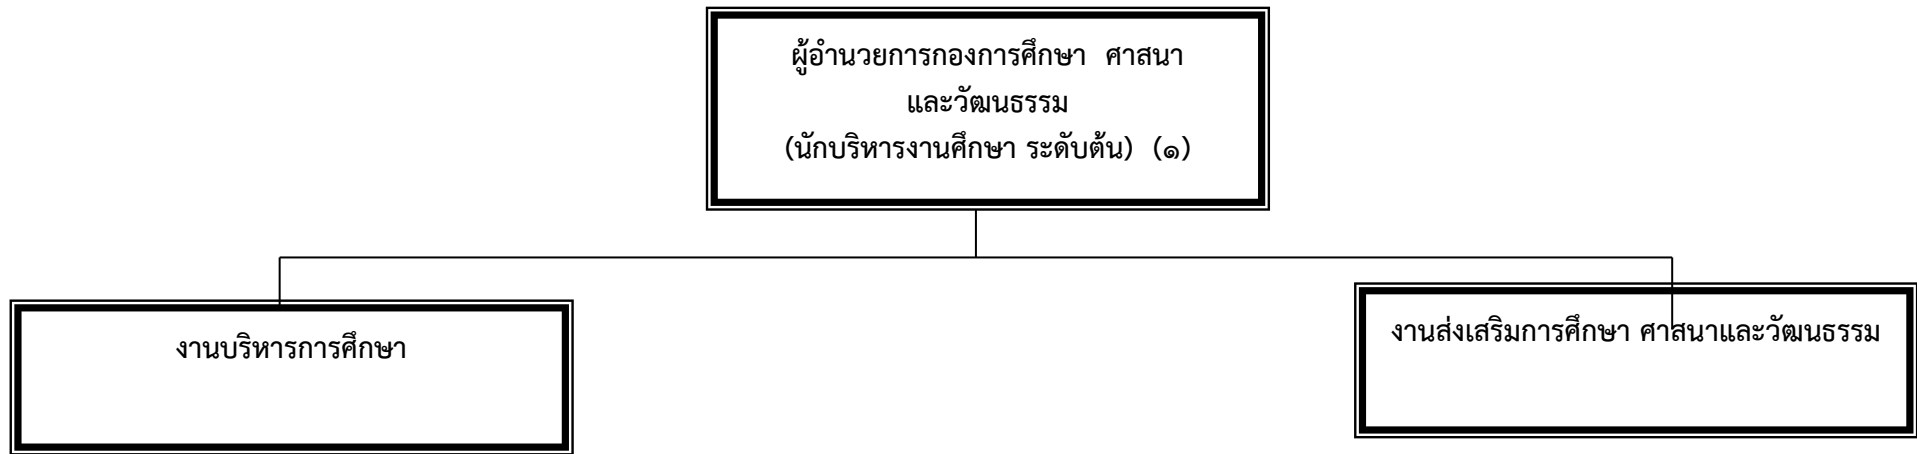 ผู้อำนวยการกองการศึกษา  ศาสนา
และวัฒนธรรม
(นักบริหารงานศึกษา ระดับต้น)  (๑)
งานบริหารการศึกษา
งานส่งเสริมการศึกษา ศาสนาและวัฒนธรรม